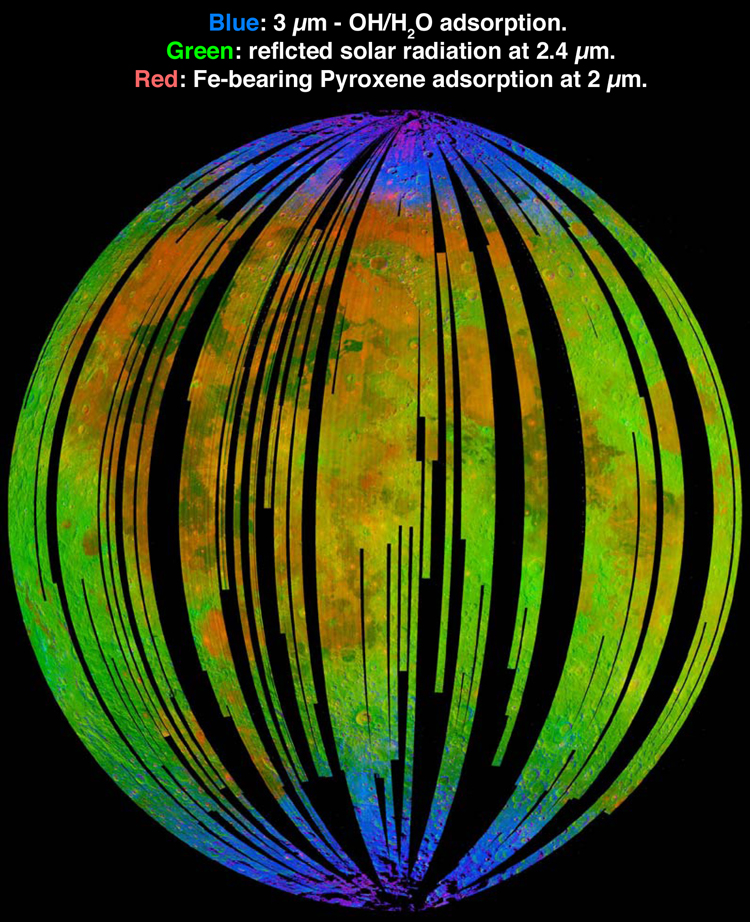 Blue: 3 µm - OH/H₂O adsorption.
Green: reflcted solar radiation at 2.4 µm.
Red: Fe-bearing Pyroxene adsorption at 2 µm.